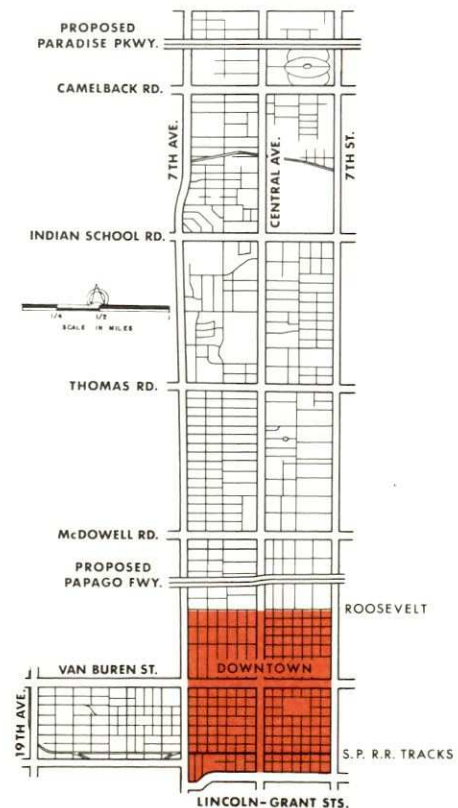 PROPOSED
PARADISE PKWY.
CAMELBACK RD.
7TH AVE.
CENTRAL AVE.
7TH ST.
INDIAN SCHOOL RD.
1/4 1/2 1
SCALE IN MILES
THOMAS RD.
McDOWELL RD.
PROPOSED
PAPAGO FWY.
ROOSEVELT
VAN BUREN ST.
DOWNTOWN
19TH AVE.
S.P. R.R. TRACKS
LINCOLN-GRANT STS.